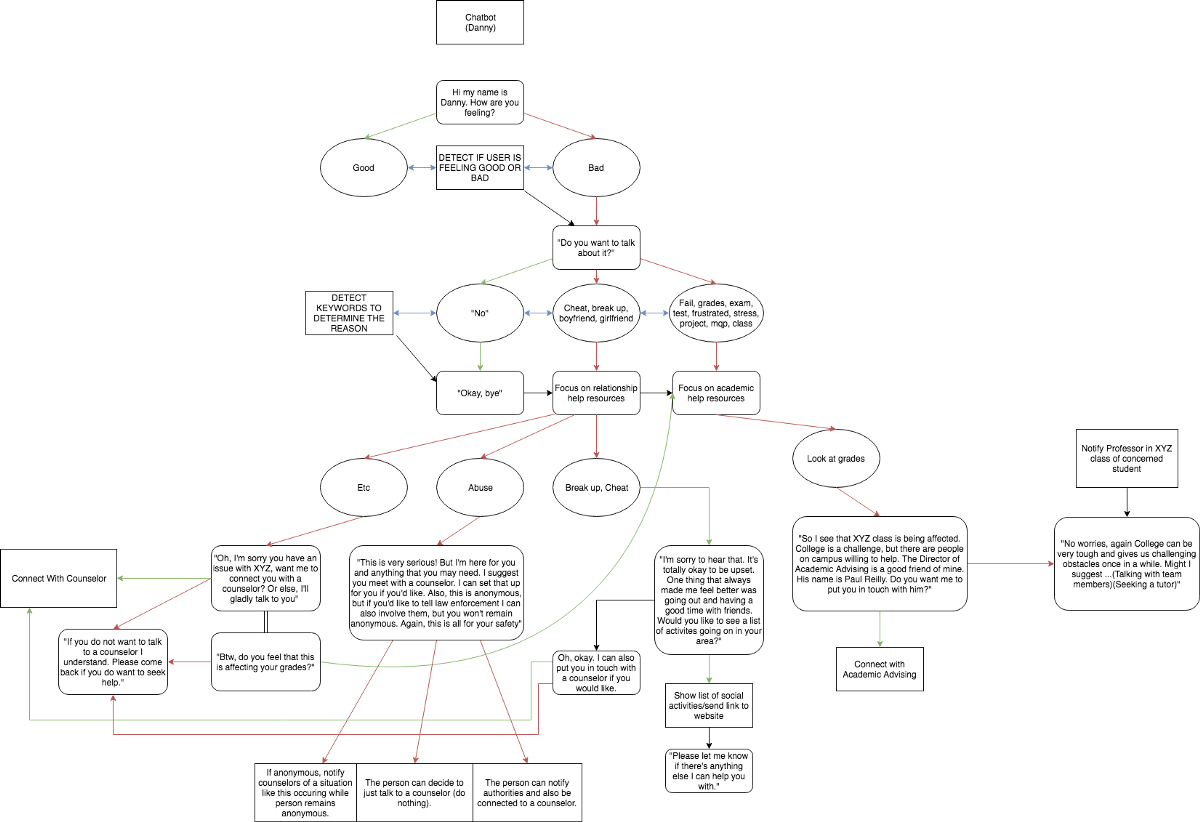 Chatbot
(Danny)
Hi my name is
Danny. How are you
feeling?
Good
DETECT IF USER IS
FEELING GOOD OR
BAD
Bad
"Do you want to talk
about it?"
DETECT
KEYWORDS TO
DETERMINE THE
REASON
"No"
Cheat, break up,
boyfriend, girlfriend
Fail, grades, exam,
test, frustrated, stress,
project, mqp, class
"Okay, bye"
Focus on relationship
help resources
Focus on academic
help resources
Look at grades
Notify Professor in XYZ
class of concerned
student
Etc
Abuse
Break up, Cheat
Connect With Counselor
"Oh, I'm sorry you have an
issue with XYZ, want me to
connect you with a
counselor? Or else, I'll
gladly talk to you"
"This is very serious! But I'm here for you
and anything that you may need. I suggest
you meet with a counselor. I can set that up
for you if you'd like. Also, this is anonymous,
but if you'd like to tell law enforcement I can
also involve them, but you won't remain
anonymous. Again, this is all for your safety"
"I'm sorry to hear that. It's
totally okay to be upset.
One thing that always
made me feel better was
going out and having a
good time with friends.
Would you like to see a list
of activites going on in your
area?"
"So I see that XYZ class is being affected.
College is a challenge, but there are people
on campus willing to help. The Director of
Academic Advising is a good friend of mine.
His name is Paul Reilly. Do you want me to
put you in touch with him?"
"No worries, again College can
be very tough and gives us challenging
obstacles once in a while. Might I
suggest ...(Talking with team
members)(Seeking a tutor)"
"If you do not want to talk
to a counselor I
understand. Please come
back if you do want to seek
help."
"Btw, do you feel that this
is affecting your grades?"
Oh, okay. I can also
put you in touch with
a counselor if you
would like.
Connect with
Academic Advising
Show list of social
activities/send link to
website
"Please let me know
if there's anything
else I can help you
with."
If anonymous, notify
counselors of a situation
like this occuring while
person remains
anonymous.
The person can decide to
just talk to a counselor (do
nothing).
The person can notify
authorities and also be
connected to a counselor.